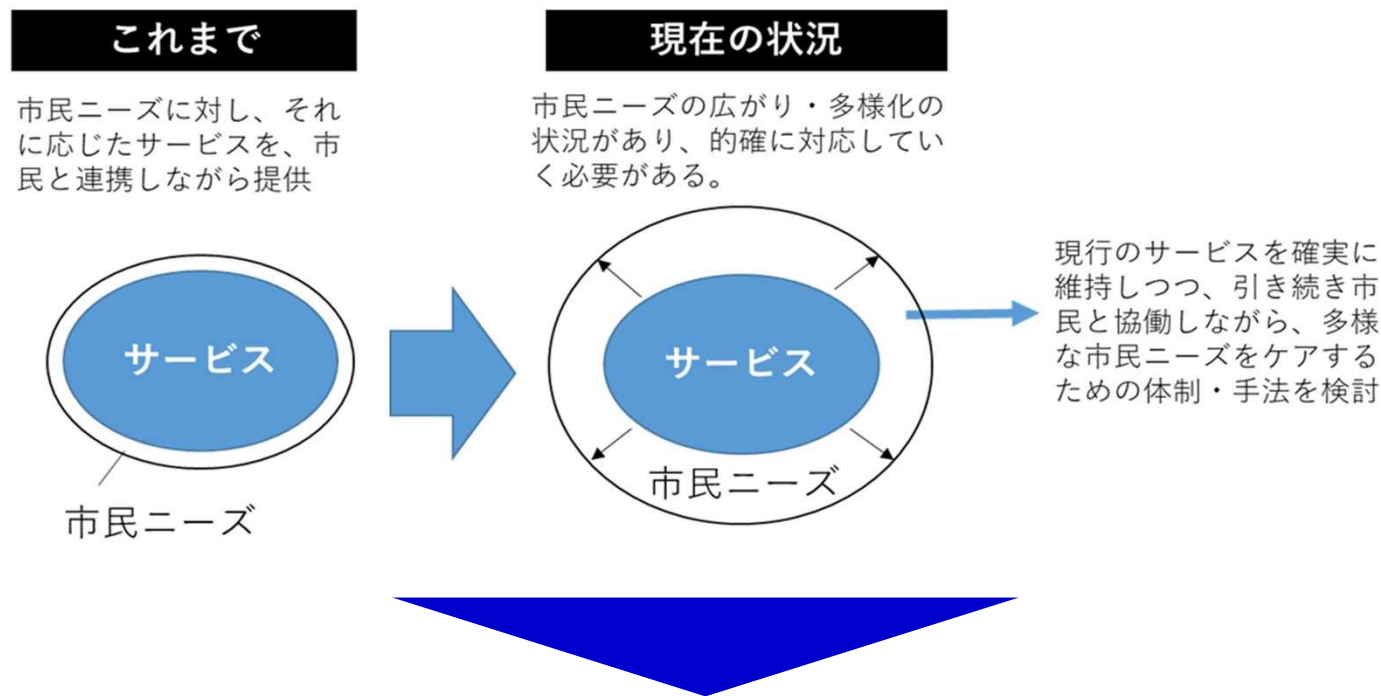 これまで
市民ニーズに対し、それ
に応じたサービスを、市
民と連携しながら提供
サービス
市民ニーズ
現在の状況
市民ニーズの広がり・多様化の
状況があり、的確に対応してい
く必要がある。
サービス
市民ニーズ
現行のサービスを確実に
維持しつつ、引き続き市
民と協働しながら、多様
な市民ニーズをケアする
ための体制・手法を検討